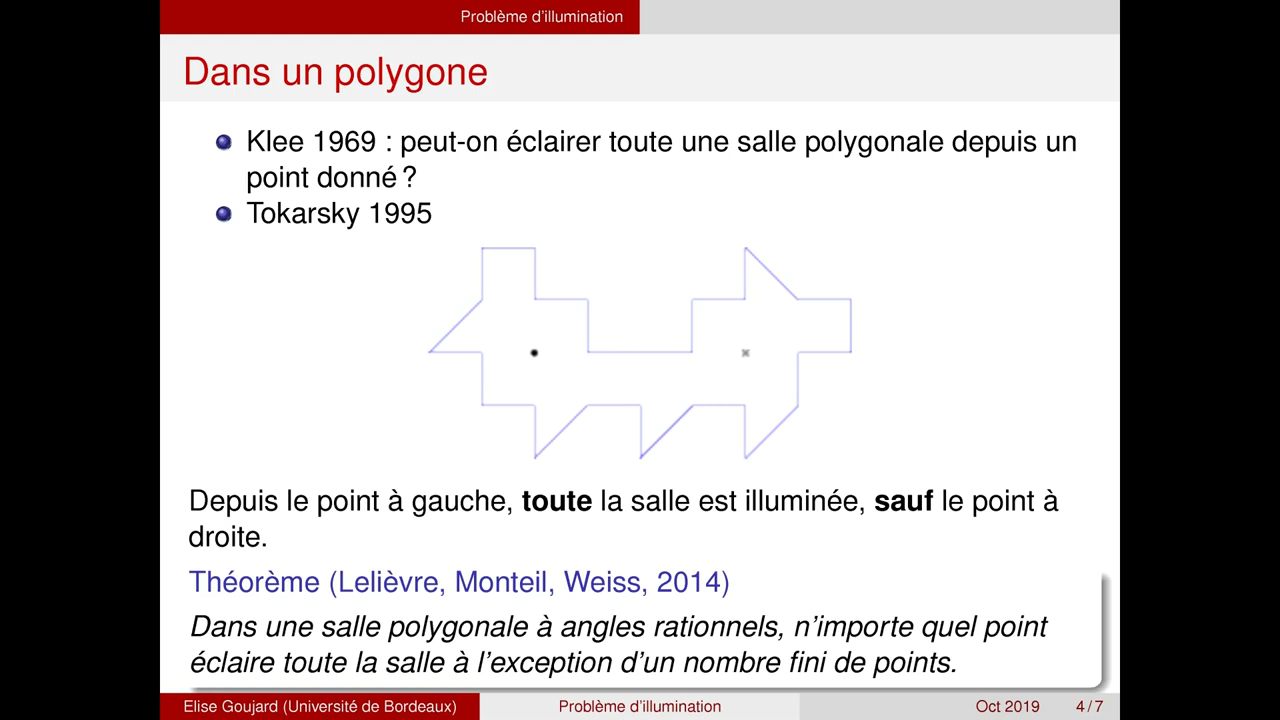 Problème d'illumination
Dans un polygone
Klee 1969 : peut-on éclairer toute une salle polygonale depuis un
point donné ?
Tokarsky 1995
Depuis le point à gauche, toute la salle est illuminée, sauf le point à
droite.
Théorème (Lelièvre, Monteil, Weiss, 2014)
Dans une salle polygonale à angles rationnels, n'importe quel point
éclaire toute la salle à l'exception d'un nombre fini de points.
Elise Goujard (Université de Bordeaux) Problème d'illumination Oct 2019 4 / 7